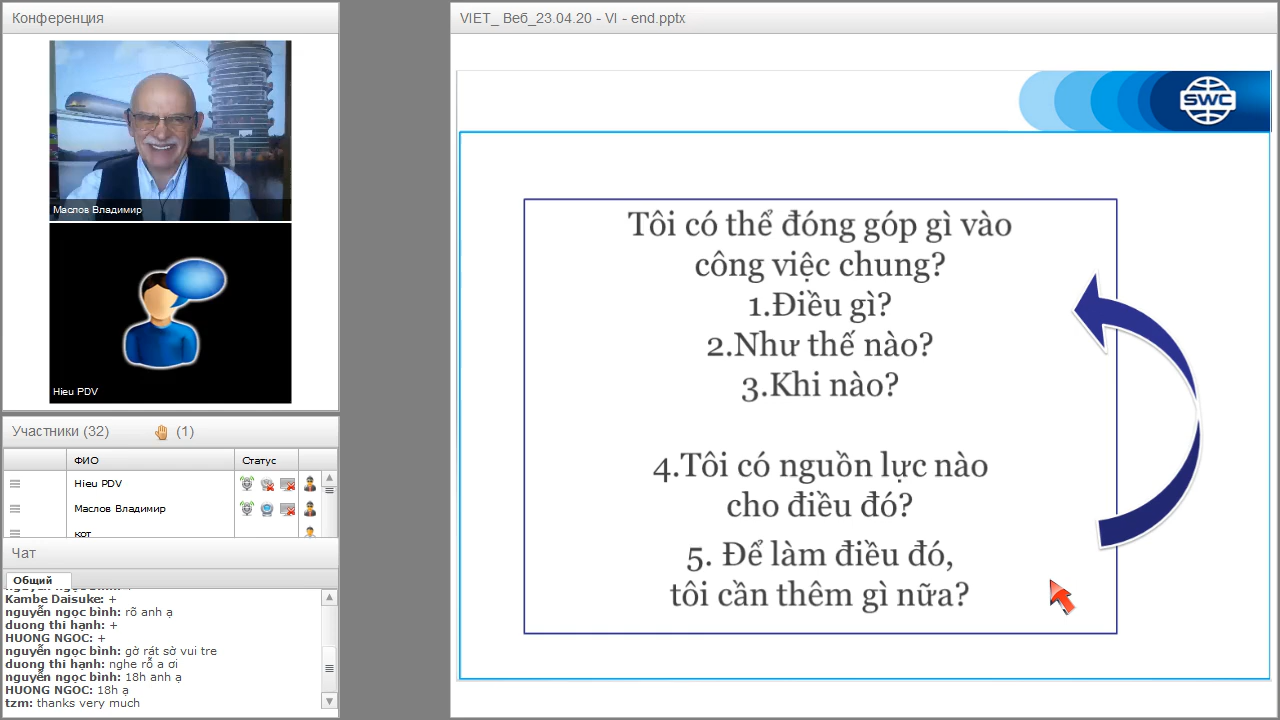 Конференция
Маслов Владимир
Hieu PDV
Участники (32) (1)
ФИО Статус
Hieu PDV
Маслов Владимир
кот
Чат
Общий
Kambe Daisuke: +
nguyễn ngọc bình: rõ anh ạ
duong thi hạnh: +
HUONG NGOC: +
nguyễn ngọc bình: gờ rát sờ vui tre
duong thi hạnh: nghe rỗ a ơi
nguyễn ngọc bình: 18h anh ạ
HUONG NGOC: 18h ạ
tzm: thanks very much
VIET_ Веб_23.04.20 - VI - end.pptx
SWC
Tôi có thể đóng góp gì vào
công việc chung?
1.Điều gì?
2.Như thế nào?
3.Khi nào?
4.Tôi có nguồn lực nào
cho điều đó?
5. Để làm điều đó,
tôi cần thêm gì nữa?